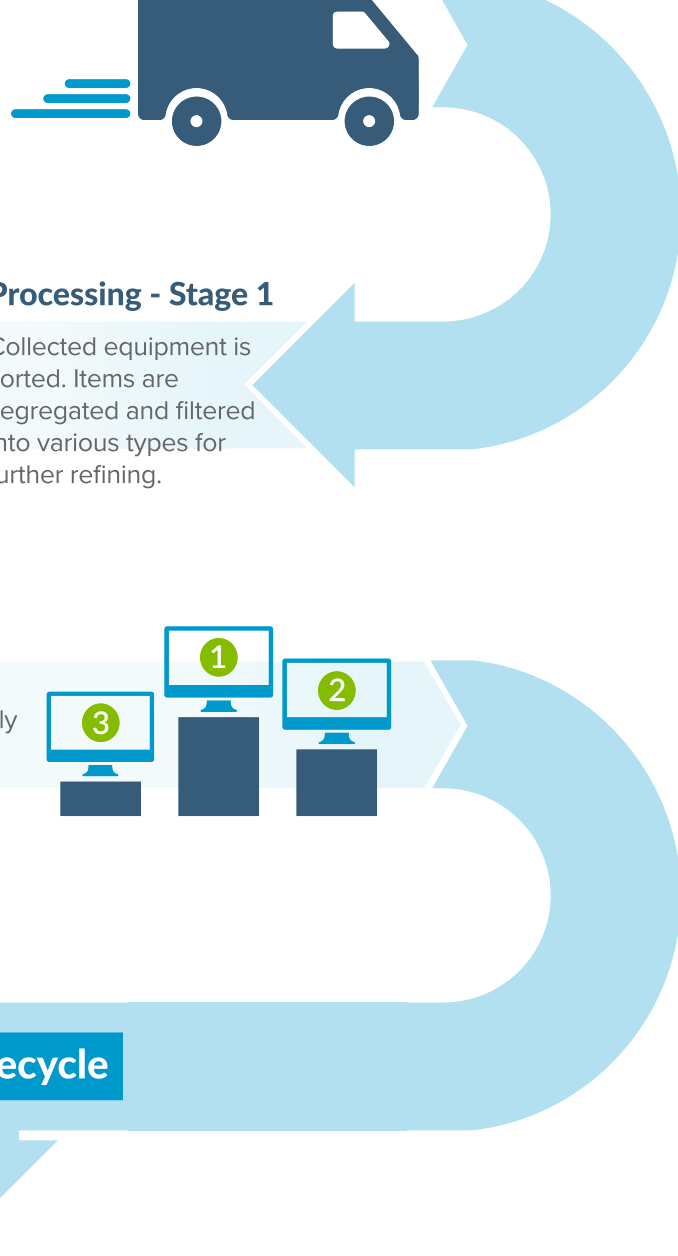 Processing - Stage 1
Collected equipment is
orted. Items are
egregated and filtered
nto various types for
urther refining.
1
2
3
ly
ecycle